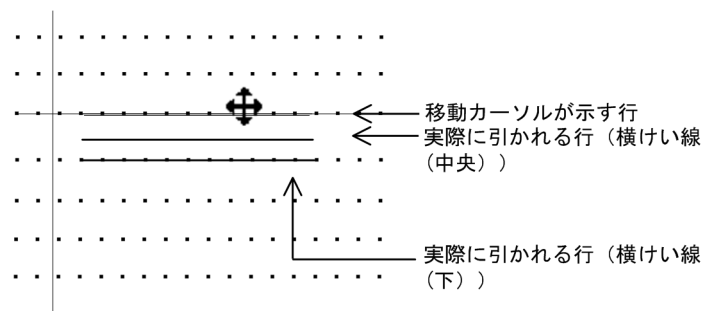 移動カーソルが示す行
実際に引かれる行（横けい線
（中央））
実際に引かれる行（横けい線
（下））